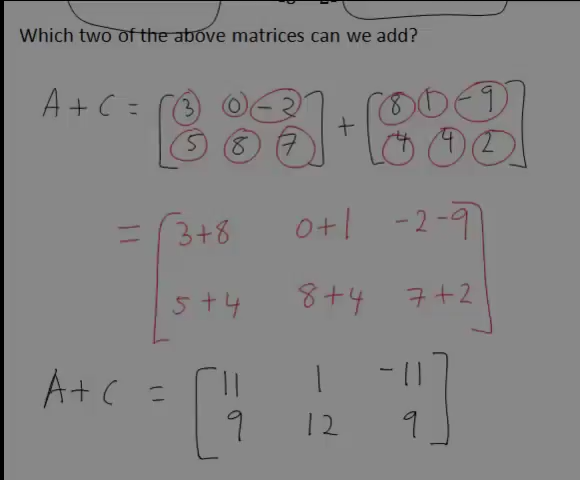 Which two of the above matrices can we add?
A+C = [3 0 -2] + [8 1 -9]
[5 8 7] [4 4 2]
= [3+8 0+1 -2-9]
[5+4 8+4 7+2]
A+C = [11 1 -11]
[9 12 9]